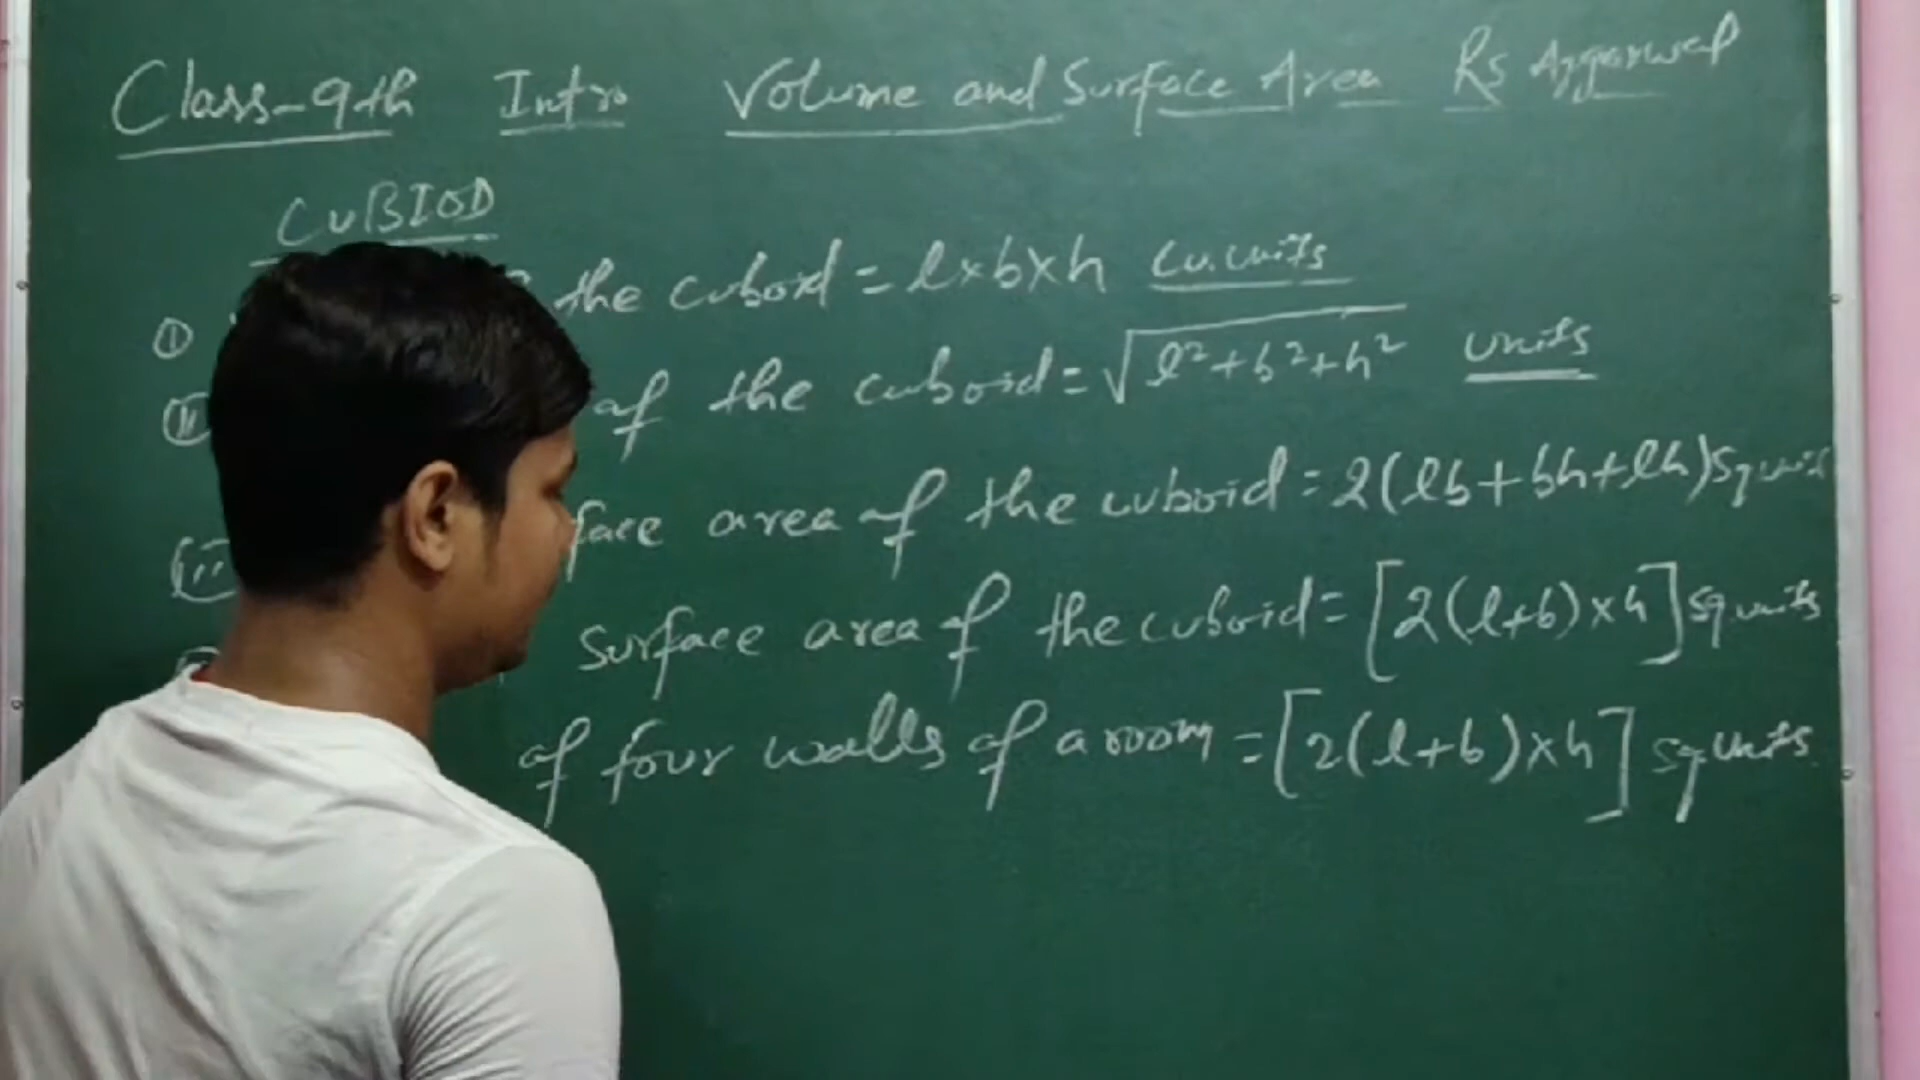 Class-9th Intro Volume and Surface Area RS Aggarwal
CUBIOD
① the cuboid = l×b×h cu.units
② of the cuboid = √l²+b²+h² units
face area of the cuboid = 2(lb+bh+lh) sq units
surface area of the cuboid = [2(l+b)×h] sq units
of four walls of a room = [2(l+b)×h] sq units